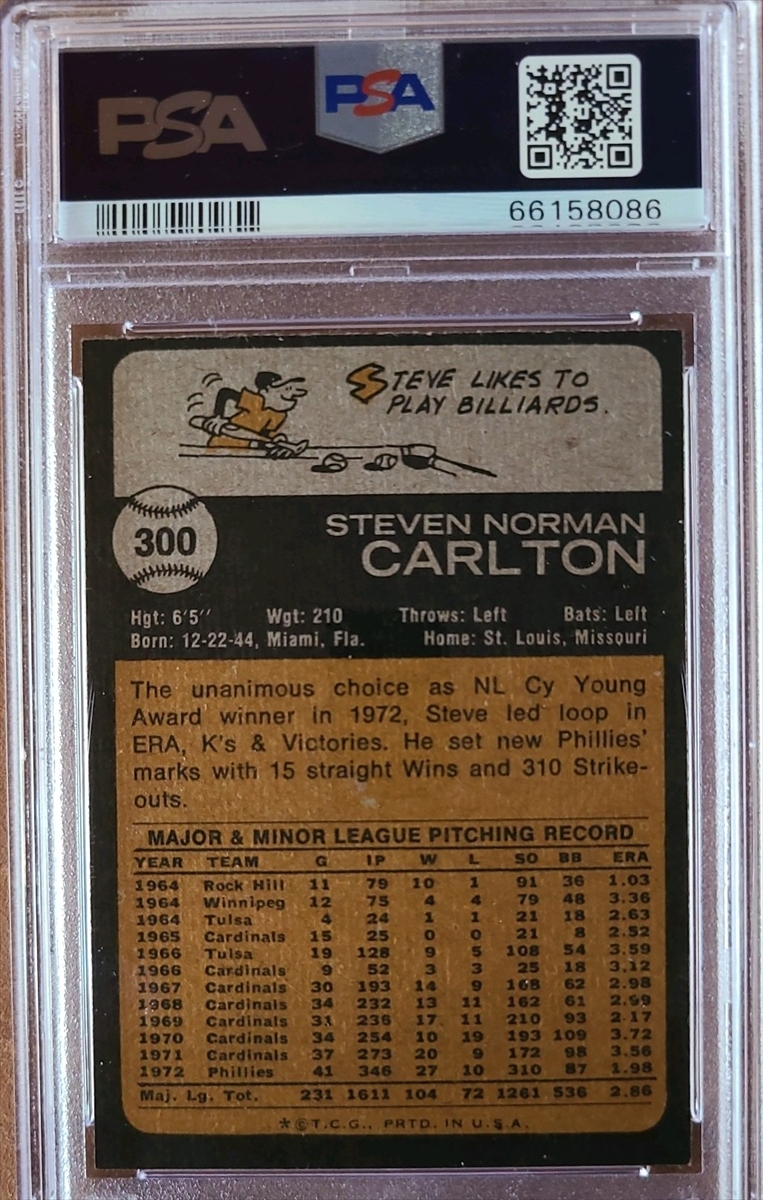 PSA PSA
66158086
STEVE LIKES TO
PLAY BILLIARDS.
300
STEVEN NORMAN
CARLTON
Hgt: 6'5" Wgt: 210 Throws: Left Bats: Left
Born: 12-22-44, Miami, Fla. Home: St. Louis, Missouri
The unanimous choice as NL Cy Young
Award winner in 1972, Steve led loop in
ERA, K's & Victories. He set new Phillies'
marks with 15 straight Wins and 310 Strike-
outs.
MAJOR & MINOR LEAGUE PITCHING RECORD
YEAR TEAM G IP W L SO BB ERA
1964 Rock Hill 11 79 10 1 91 36 1.03
1964 Winnipeg 12 75 4 4 79 48 3.36
1964 Tulsa 4 24 1 1 21 18 2.63
1965 Cardinals 15 25 0 0 21 8 2.52
1966 Tulsa 19 128 9 5 108 54 3.59
1966 Cardinals 9 52 3 3 25 18 3.12
1967 Cardinals 30 193 14 9 168 62 2.98
1968 Cardinals 34 232 13 11 162 61 2.99
1969 Cardinals 31 236 17 11 210 93 2.17
1970 Cardinals 34 254 10 19 193 109 3.72
1971 Cardinals 37 273 20 9 172 98 3.56
1972 Phillies 41 346 27 10 310 87 1.98
Maj. Lg. Tot. 231 1611 104 72 1261 536 2.86
*©T.C.G., PRTD. IN U.S.A.